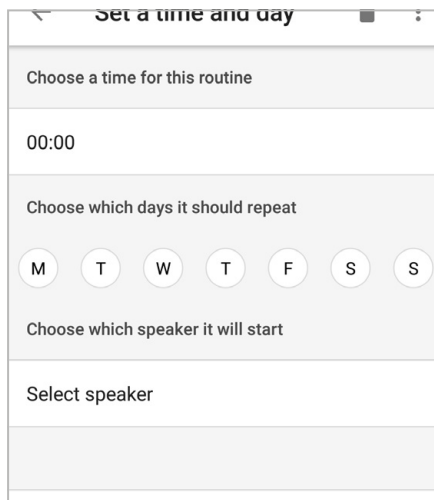 Set a time and day
Choose a time for this routine
00:00
Choose which days it should repeat
M T W T F S S
Choose which speaker it will start
Select speaker